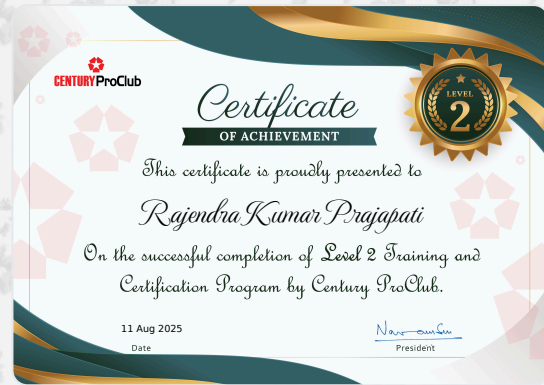 CENTURY ProClub
Certificate
OF ACHIEVEMENT
LEVEL
2
This certificate is proudly presented to
Rajendra Kumar Prajapati
On the successful completion of Level 2 Training and
Certification Program by Century ProClub.
11 Aug 2025
Date
President